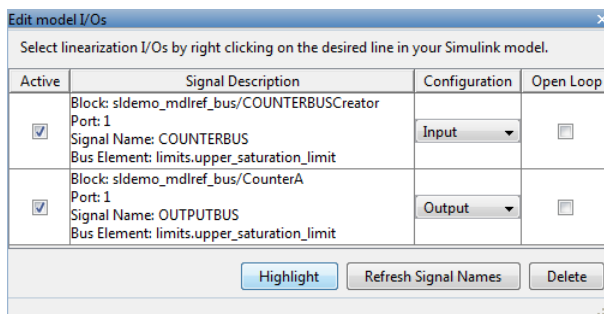 Edit model I/Os
Select linearization I/Os by right clicking on the desired line in your Simulink model.
Active Signal Description Configuration Open Loop
Block: sldemo_mdlref_bus/COUNTERBUSCreator
Port: 1
Signal Name: COUNTERBUS
Bus Element: limits.upper_saturation_limit
Input
Block: sldemo_mdlref_bus/CounterA
Port: 1
Signal Name: OUTPUTBUS
Bus Element: limits.upper_saturation_limit
Output
Highlight Refresh Signal Names Delete